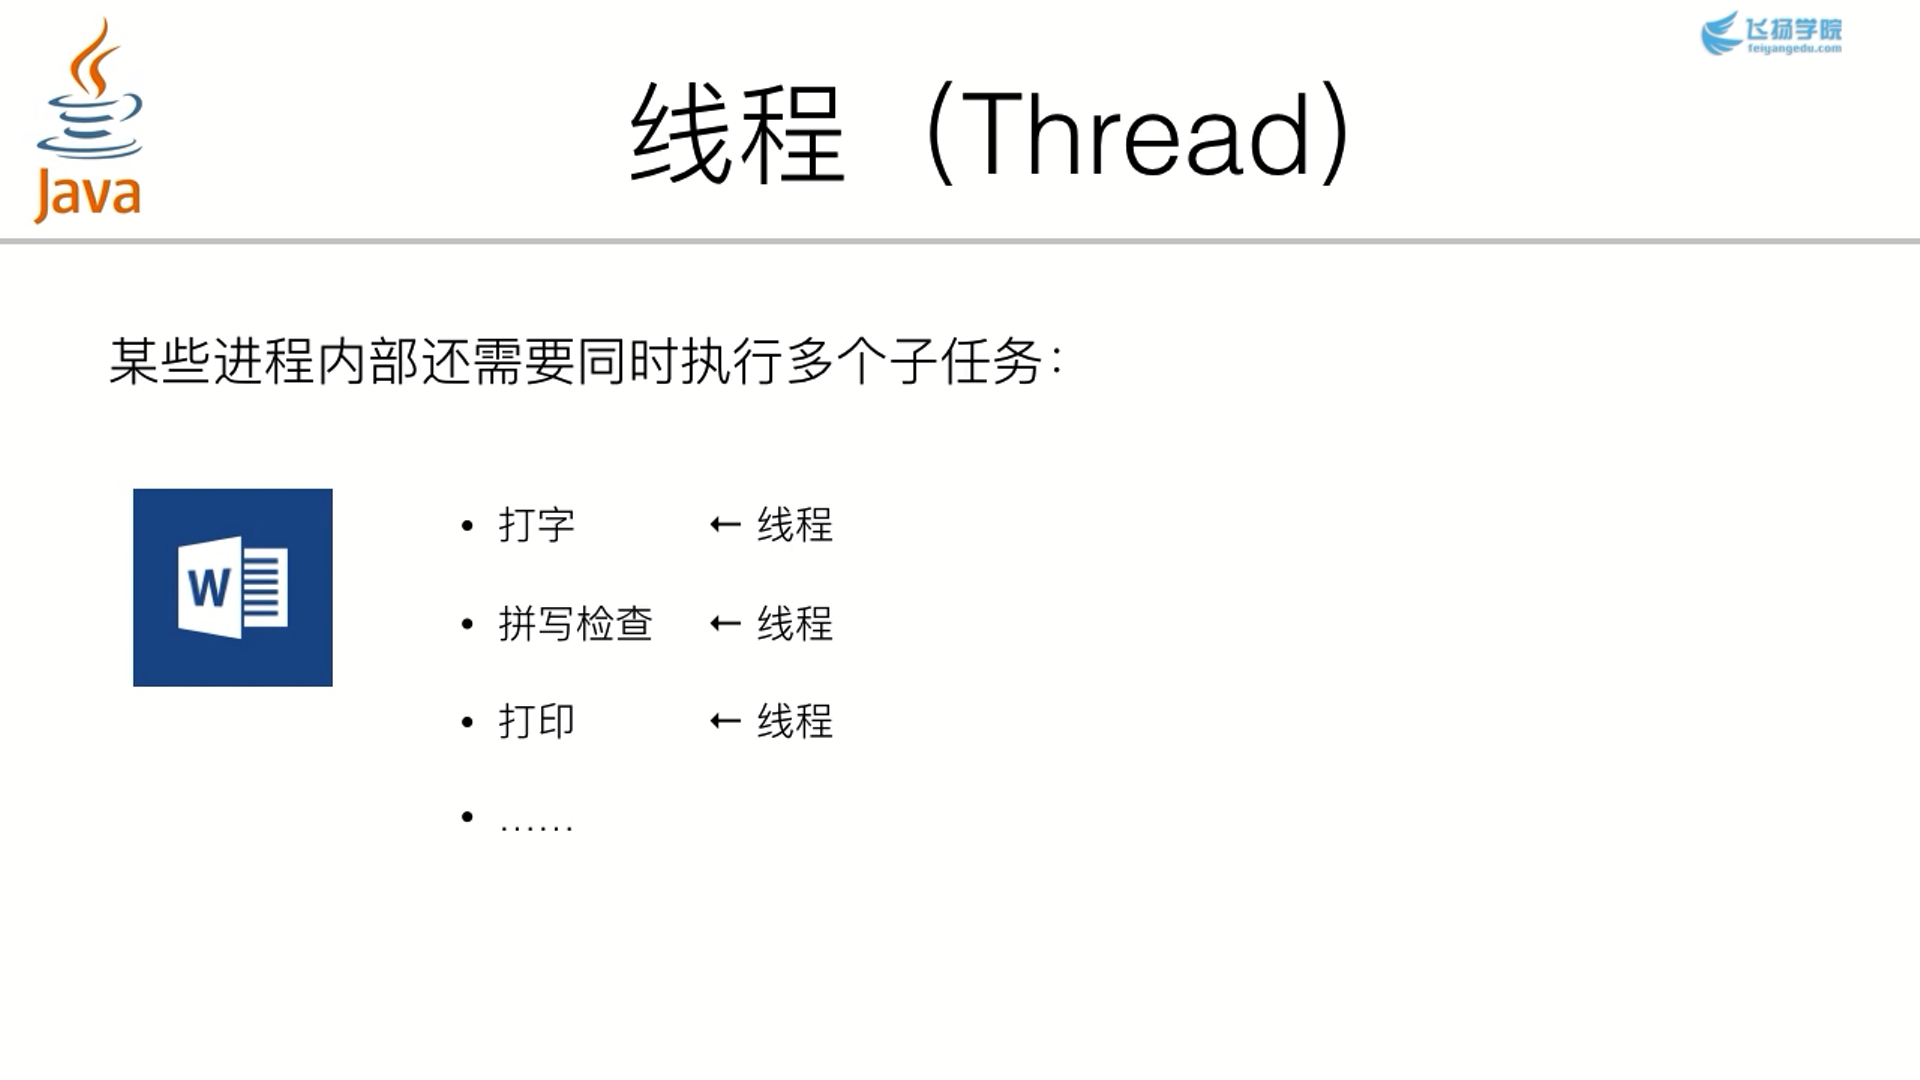 Java
飞扬学院
feiyangedu.com
线程（Thread）
某些进程内部还需要同时执行多个子任务：
W
• 打字 ← 线程
• 拼写检查 ← 线程
• 打印 ← 线程
• ……